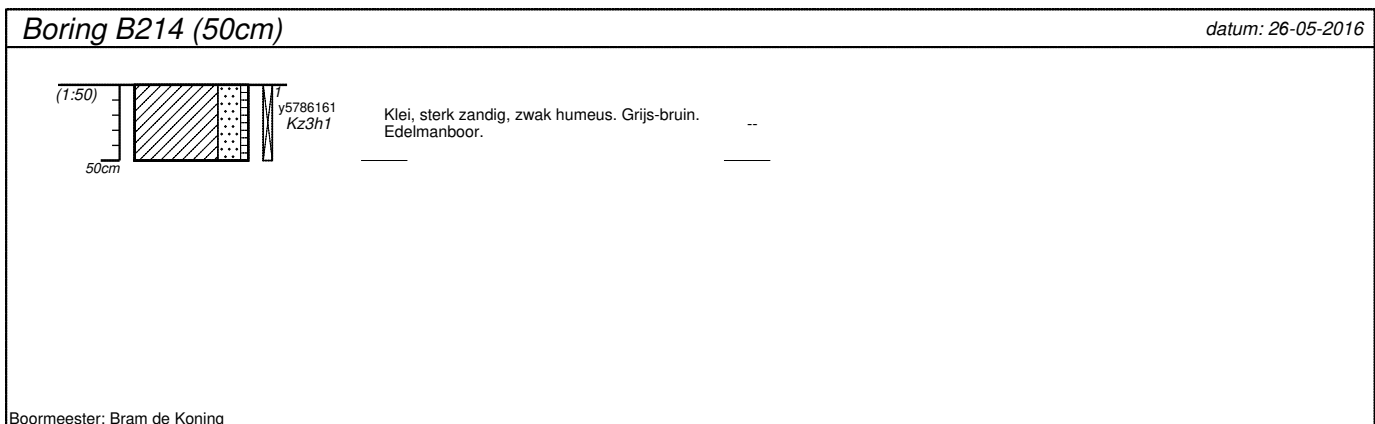 Boring B214 (50cm)
datum: 26-05-2016
(1:50)
1
y5786161
Kz3h1
Klei, sterk zandig, zwak humeus. Grijs-bruin.
Edelmanboor.
--
50cm
Boormeester: Bram de Koning